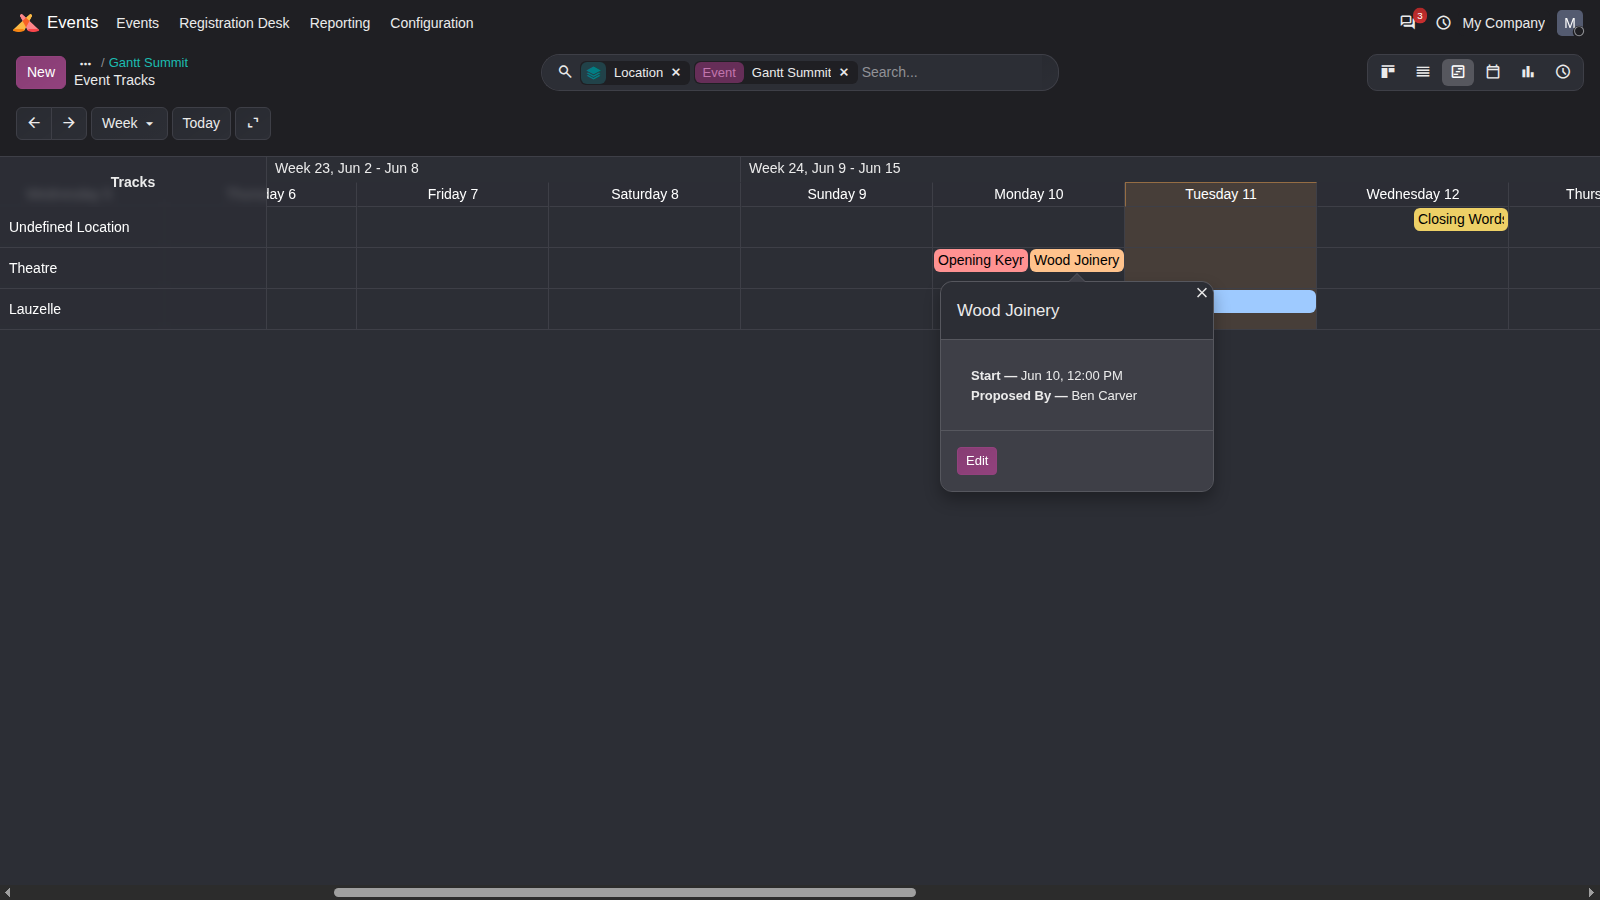 Events Events Registration Desk Reporting Configuration 3 My Company M
New ... / Gantt Summit
Event Tracks
Location × Event Gantt Summit × Search...
Week Today
Tracks
Week 23, Jun 2 - Jun 8 Week 24, Jun 9 - Jun 15
day 6 Friday 7 Saturday 8 Sunday 9 Monday 10 Tuesday 11 Wednesday 12 Thurs
Undefined Location Closing Words
Theatre Opening Keyn Wood Joinery
Lauzelle
Wood Joinery
Start — Jun 10, 12:00 PM
Proposed By — Ben Carver
Edit